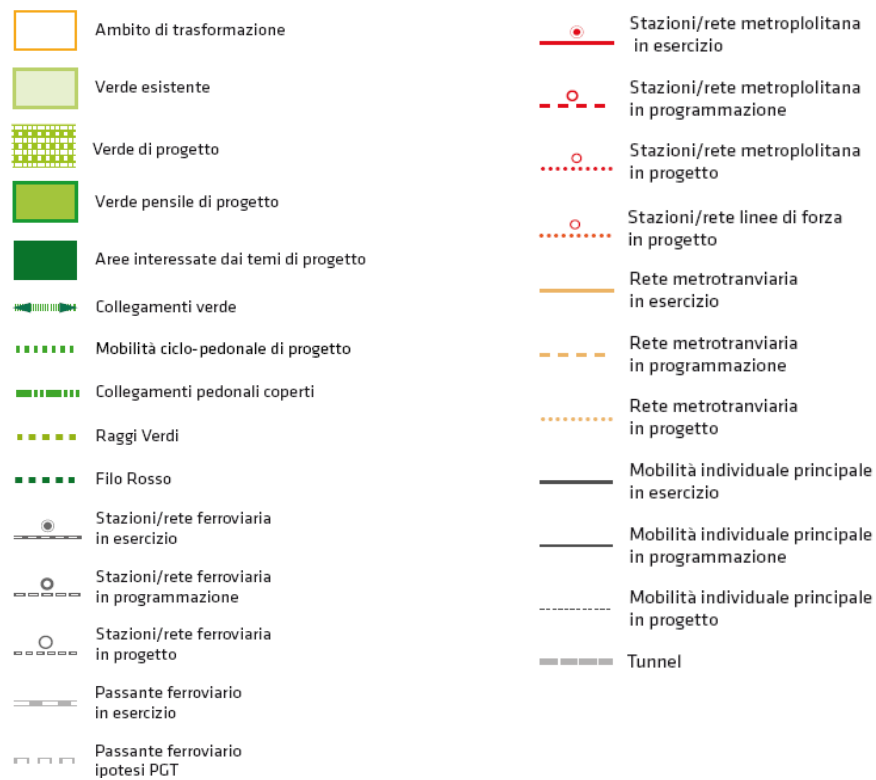 Ambito di trasformazione
Verde esistente
Verde di progetto
Verde pensile di progetto
Aree interessate dai temi di progetto
Collegamenti verde
Mobilità ciclo-pedonale di progetto
Collegamenti pedonali coperti
Raggi Verdi
Filo Rosso
Stazioni/rete ferroviaria
in esercizio
Stazioni/rete ferroviaria
in programmazione
Stazioni/rete ferroviaria
in progetto
Passante ferroviario
in esercizio
Passante ferroviario
ipotesi PGT
Stazioni/rete metroplolitana
in esercizio
Stazioni/rete metroplolitana
in programmazione
Stazioni/rete metroplolitana
in progetto
Stazioni/rete linee di forza
in progetto
Rete metrotranviaria
in esercizio
Rete metrotranviaria
in programmazione
Rete metrotranviaria
in progetto
Mobilità individuale principale
in esercizio
Mobilità individuale principale
in programmazione
Mobilità individuale principale
in progetto
Tunnel